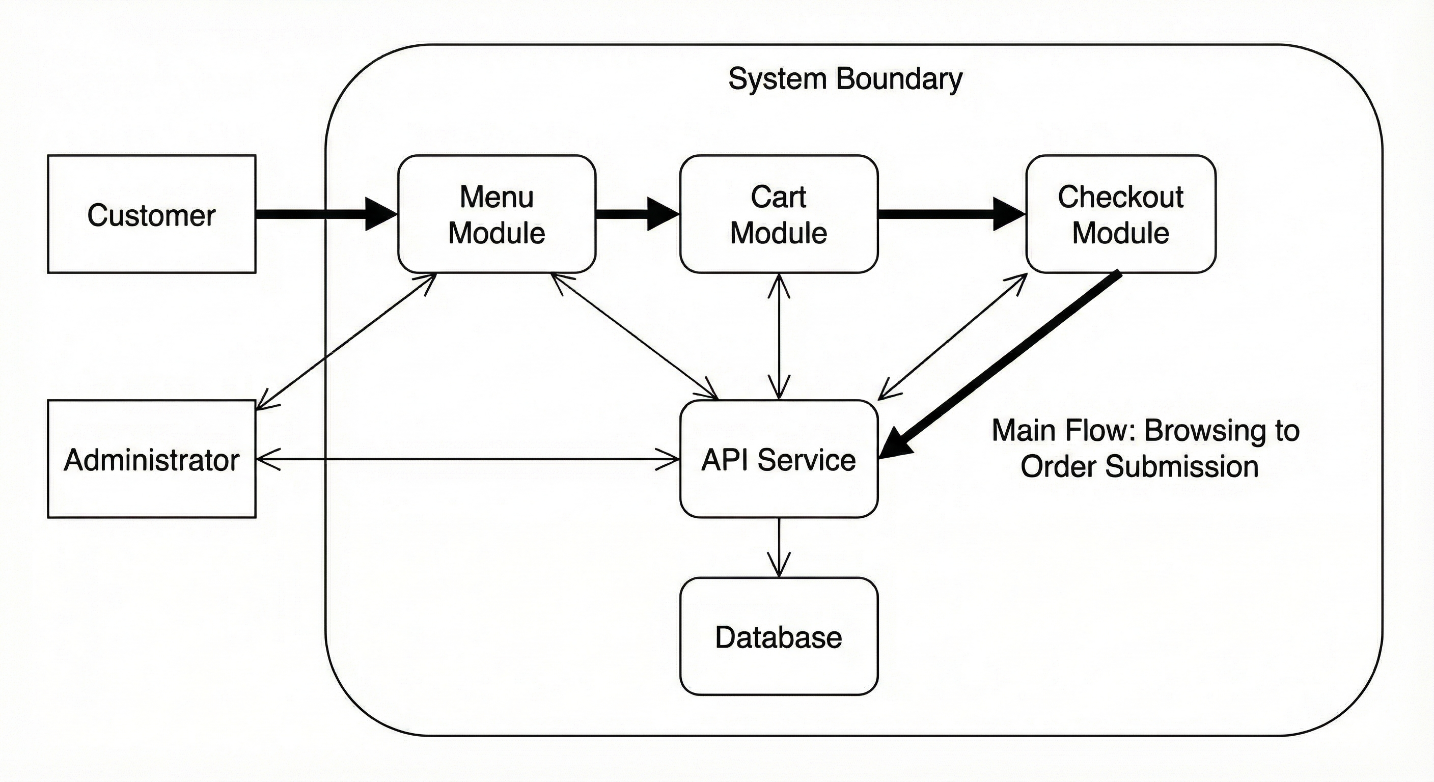 System Boundary
Customer
Menu
Module
Cart
Module
Checkout
Module
Administrator
API Service
Main Flow: Browsing to
Order Submission
Database